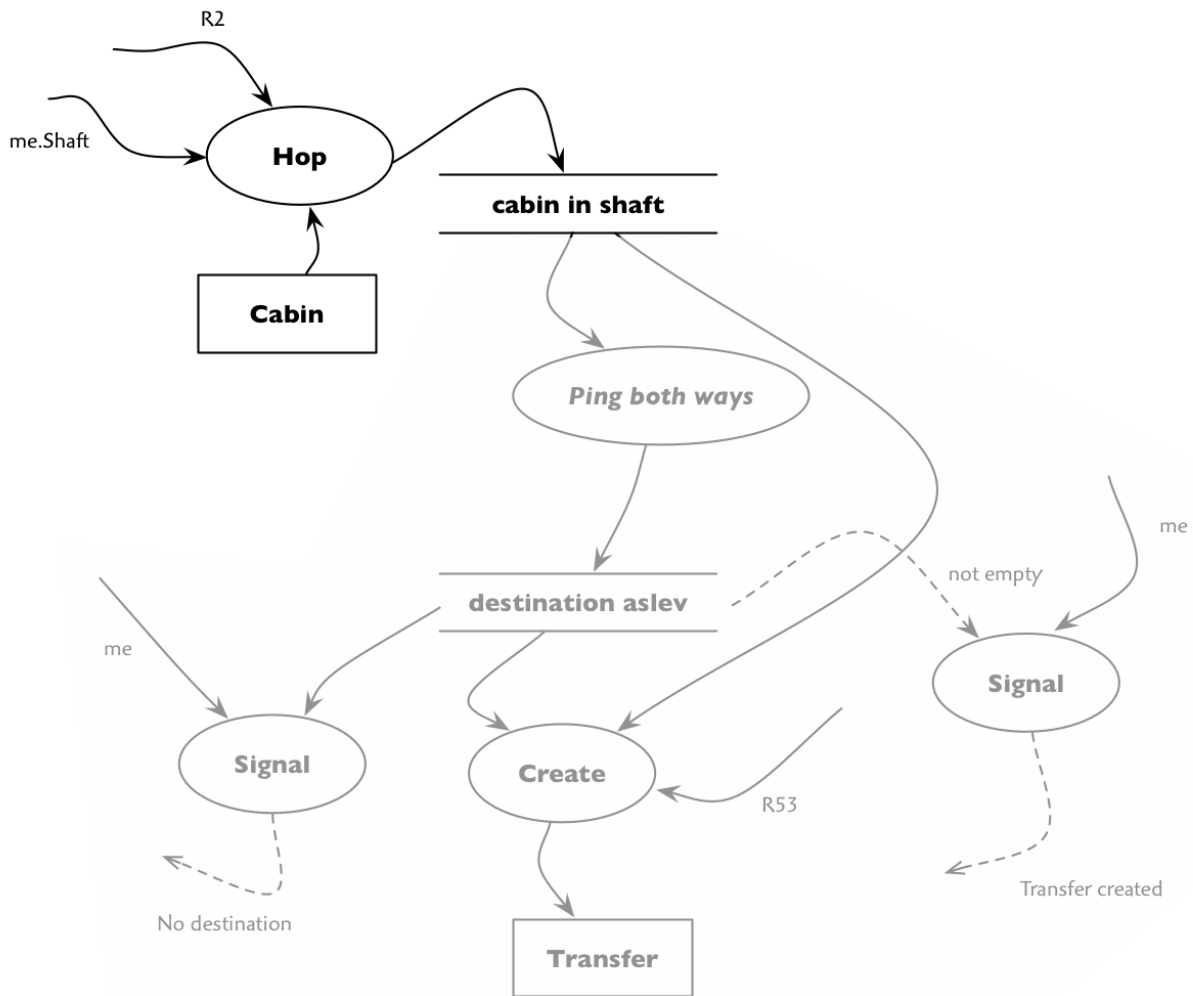 R2
me.Shaft
Hop
cabin in shaft
Cabin
Ping both ways
me
not empty
destination aslev
me
Signal
Signal
Create
R53
Transfer created
No destination
Transfer